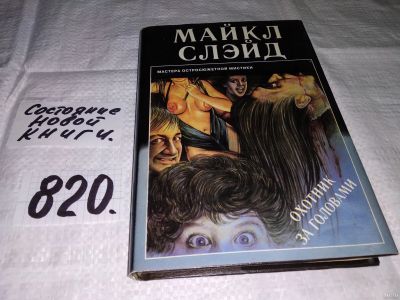 Состояние
новой
книги.
820.
МАЙКЛ
СЛЭЙД
МАСТЕРА ОСТРОСЮЖЕТНОЙ МИСТИКИ
ОХОТНИК
ЗА ГОЛОВАМИ